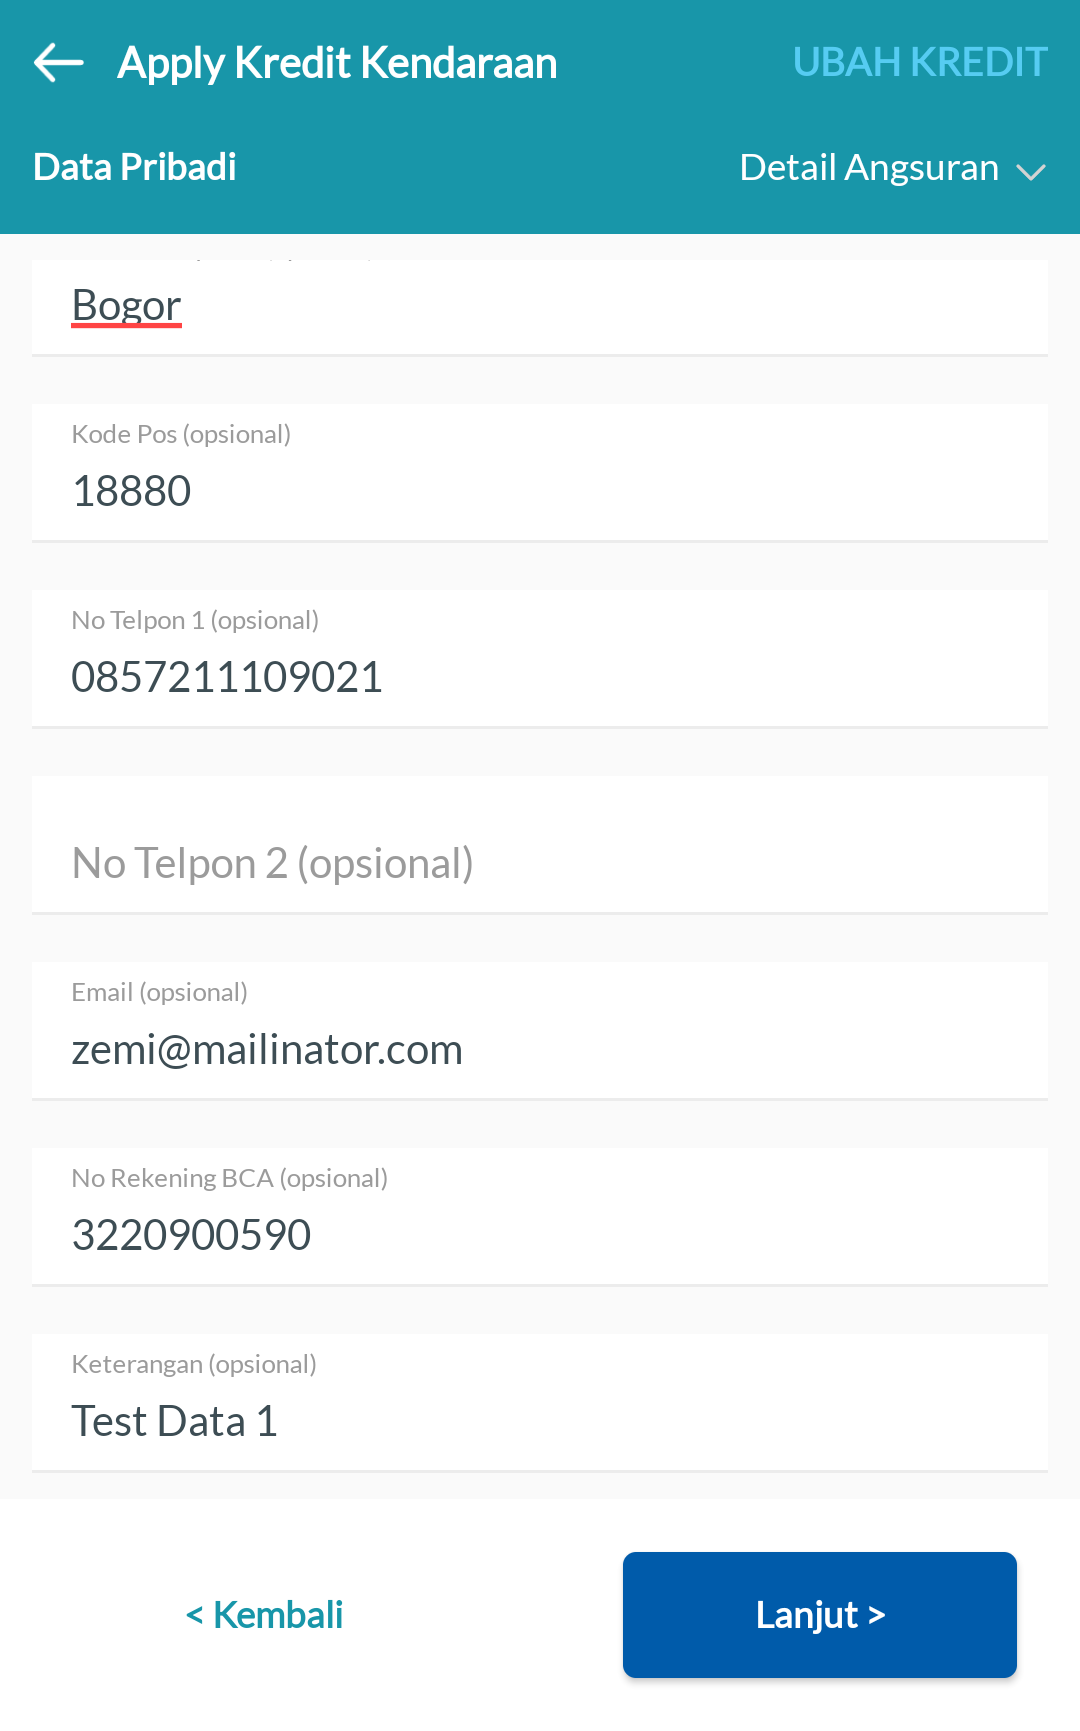 Apply Kredit Kendaraan
UBAH KREDIT
Data Pribadi
Detail Angsuran
Bogor
Kode Pos (opsional)
18880
No Telpon 1 (opsional)
0857211109021
No Telpon 2 (opsional)
Email (opsional)
zemi@mailinator.com
No Rekening BCA (opsional)
3220900590
Keterangan (opsional)
Test Data 1
< Kembali
Lanjut >